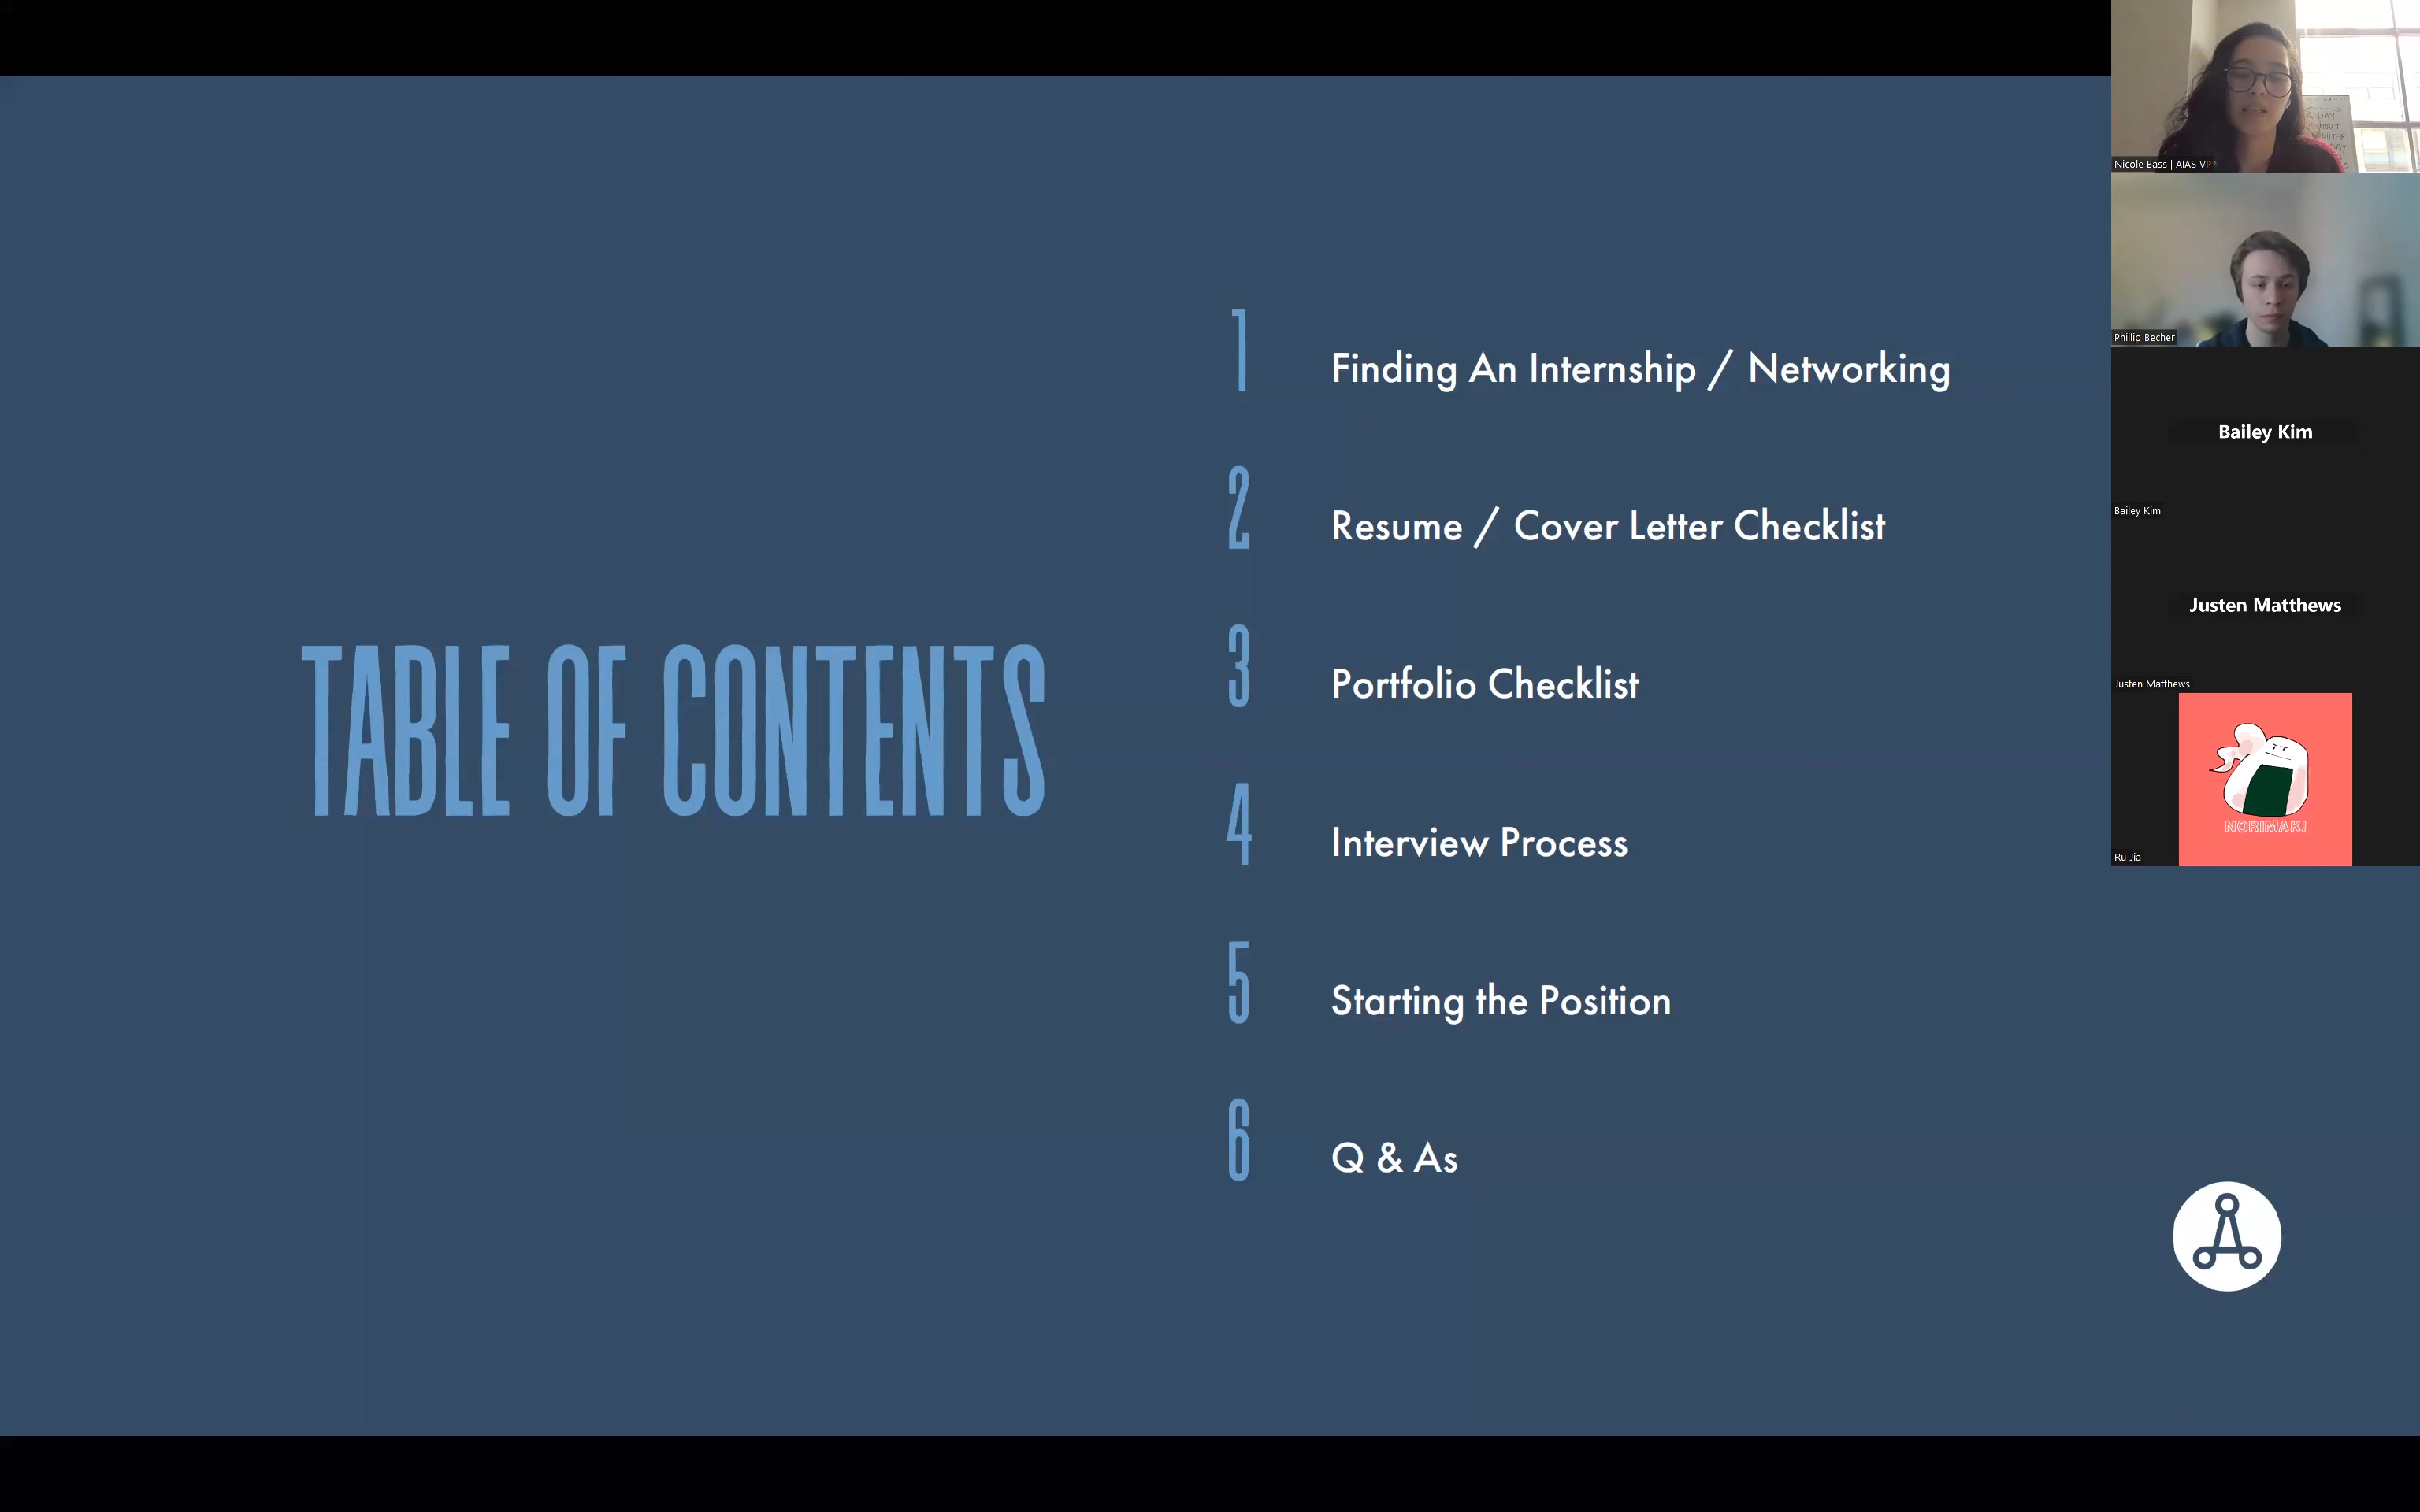 TABLE OF CONTENTS
1
Finding An Internship / Networking
2
Resume / Cover Letter Checklist
3
Portfolio Checklist
4
Interview Process
5
Starting the Position
6
Q & As
A DAY
Nicole Bass | AIAS VP
Phillip Becher
Bailey Kim
Bailey Kim
Justen Matthews
Justen Matthews
NORIMAKI
Ru Jia